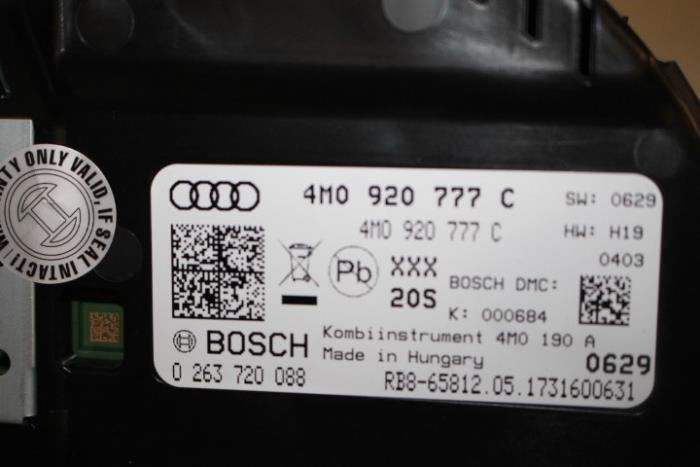 4M0 920 777 C SW: 0629
4M0 920 777 C HW: H19
0403
Pb XXX BOSCH DMC:
20S K: 000684
BOSCH Kombiinstrument 4M0 190 A
Made in Hungary 0629
0 263 720 088 RB8-65812.05.1731600631
NTY ONLY VALID, IF SEAL INTACT!